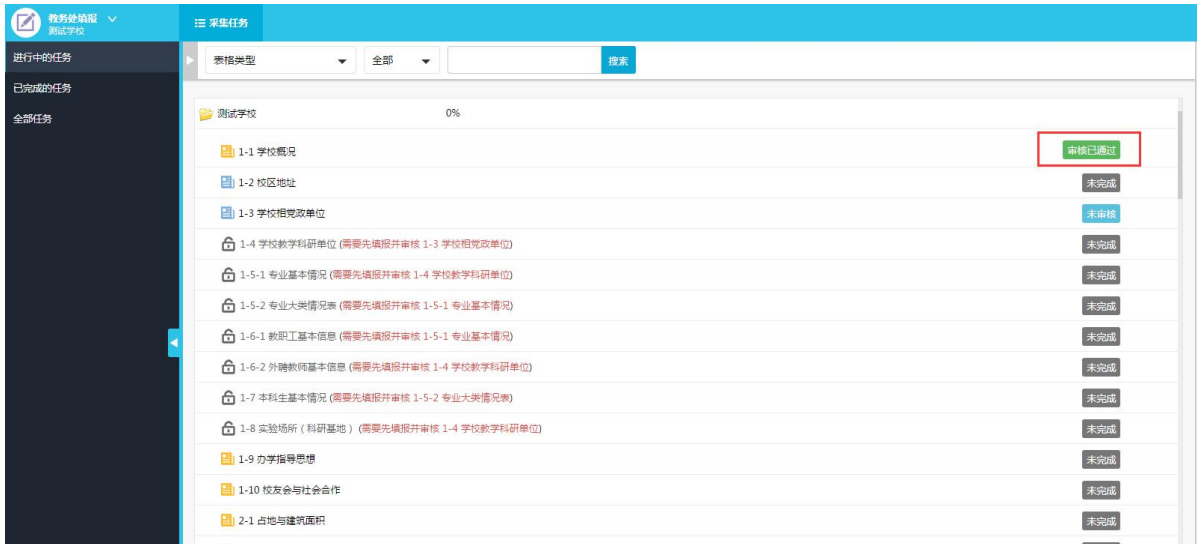 教务处填报
测试学校
采集任务
进行中的任务
已完成的任务
全部任务
表格类型
全部
搜索
测试学校 0%
1-1 学校概况 审核已通过
1-2 校区地址 未完成
1-3 学校相党政单位 未审核
1-4 学校教学科研单位 (需要先填报并审核 1-3 学校相党政单位) 未完成
1-5-1 专业基本情况 (需要先填报并审核 1-4 学校教学科研单位) 未完成
1-5-2 专业大类情况表 (需要先填报并审核 1-5-1 专业基本情况) 未完成
1-6-1 教职工基本信息 (需要先填报并审核 1-5-1 专业基本情况) 未完成
1-6-2 外聘教师基本信息 (需要先填报并审核 1-4 学校教学科研单位) 未完成
1-7 本科生基本情况 (需要先填报并审核 1-5-2 专业大类情况表) 未完成
1-8 实验场所（科研基地） (需要先填报并审核 1-4 学校教学科研单位) 未完成
1-9 办学指导思想 未完成
1-10 校友会与社会合作 未完成
2-1 占地与建筑面积 未完成